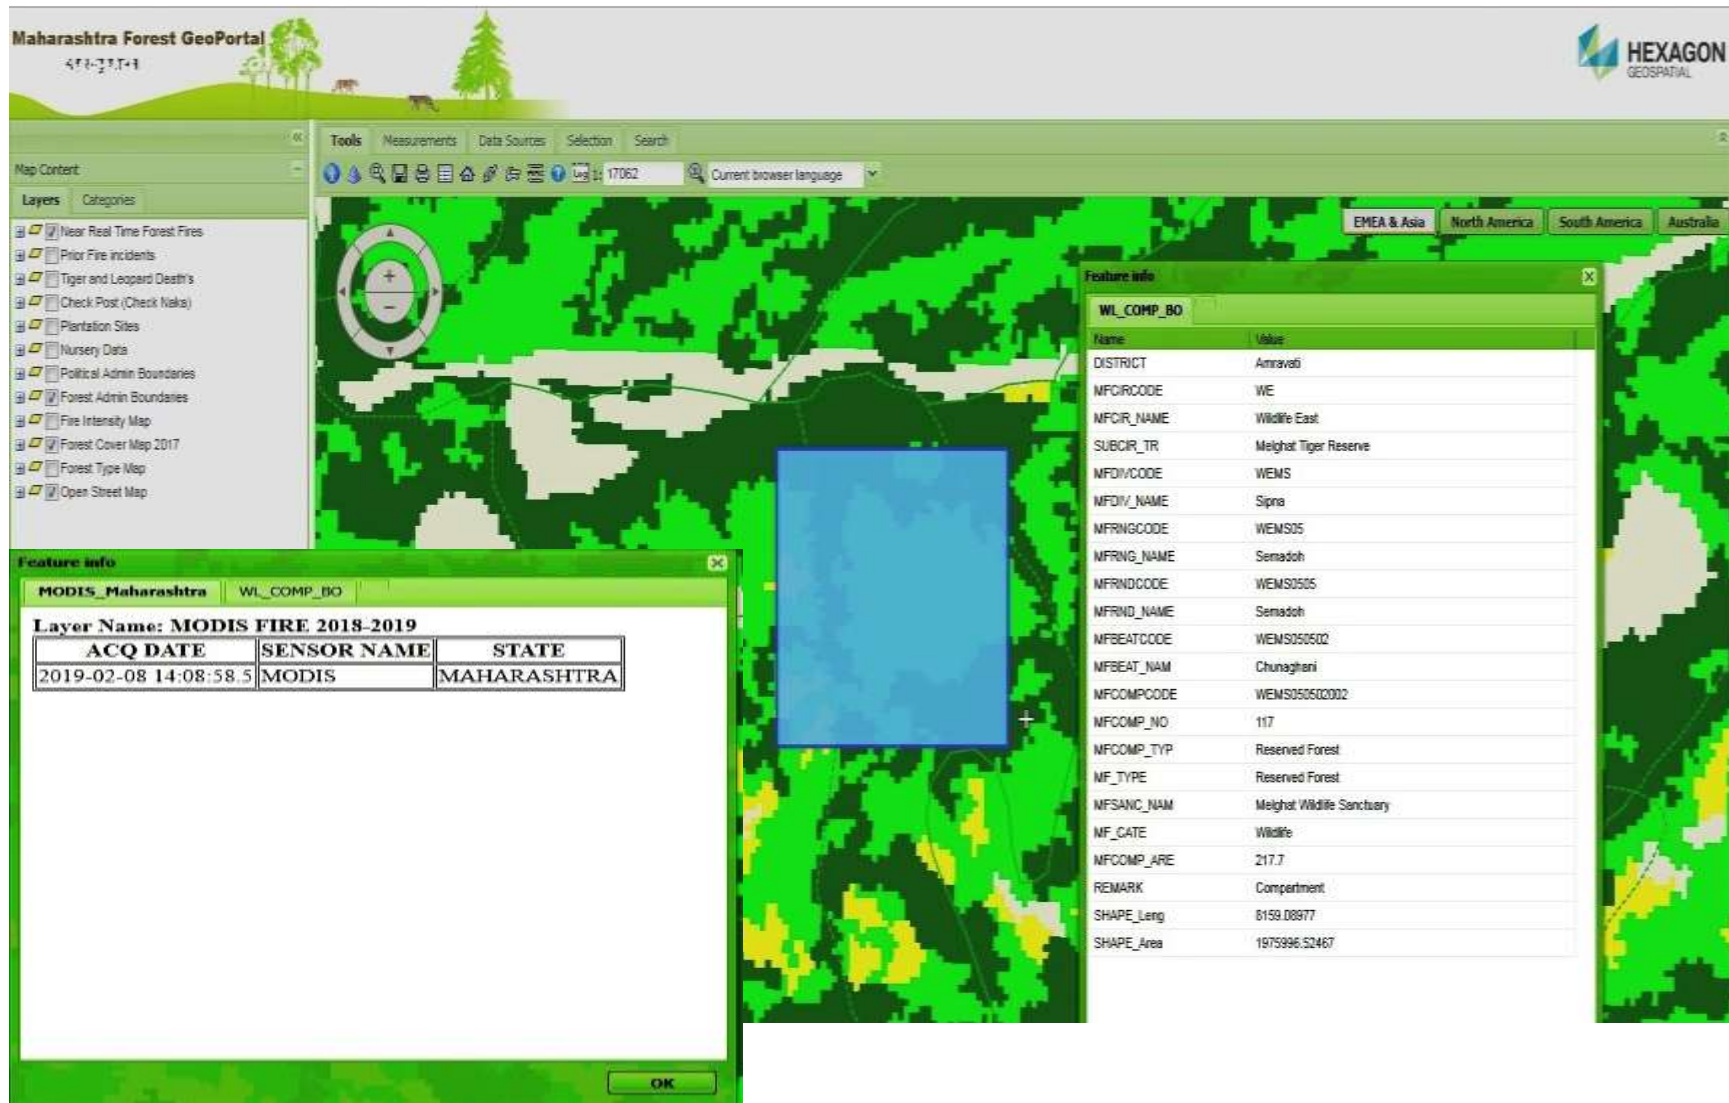 Maharashtra Forest GeoPortal
HEXAGON
GEOSPATIAL
Tools Measurements Data Sources Selection Search
Map Content
1: 17062 Current browser language
Layers Categories
EMEA & Asia North America South America Australia
Near Real Time Forest Fires
Prior Fire incidents
Tiger and Leopard Death's
Check Post (Check Naka)
Plantation Sites
Nursery Data
Political Admin Boundaries
Forest Admin Boundaries
Fire Intensity Map
Forest Cover Map 2017
Forest Type Map
Open Street Map
Feature info
WL_COMP_BO
Name Value
DISTRICT Amravati
MFCIRCODE WE
MFCIR_NAME Wildlife East
SUBCIR_TR Melghat Tiger Reserve
MFDIVCODE WEMS
MFDIV_NAME Sipna
MFRNGCODE WEMS05
MFRNG_NAME Semadoh
MFRNDCODE WEMS0505
MFRND_NAME Semadoh
MFBEATCODE WEMS050502
MFBEAT_NAM Chunaghani
MFCOMPCODE WEMS050502002
MFCOMP_NO 117
MFCOMP_TYP Reserved Forest
MF_TYPE Reserved Forest
MFSANC_NAM Melghat Wildlife Sanctuary
MF_CATE Wildlife
MFCOMP_ARE 217.7
REMARK Compartment
SHAPE_Leng 6159.08977
SHAPE_Area 1975996.52467
Feature info
MODIS_Maharashtra WL_COMP_BO
Layer Name: MODIS FIRE 2018-2019
ACQ DATE SENSOR NAME STATE
2019-02-08 14:08:58.5 MODIS MAHARASHTRA
OK